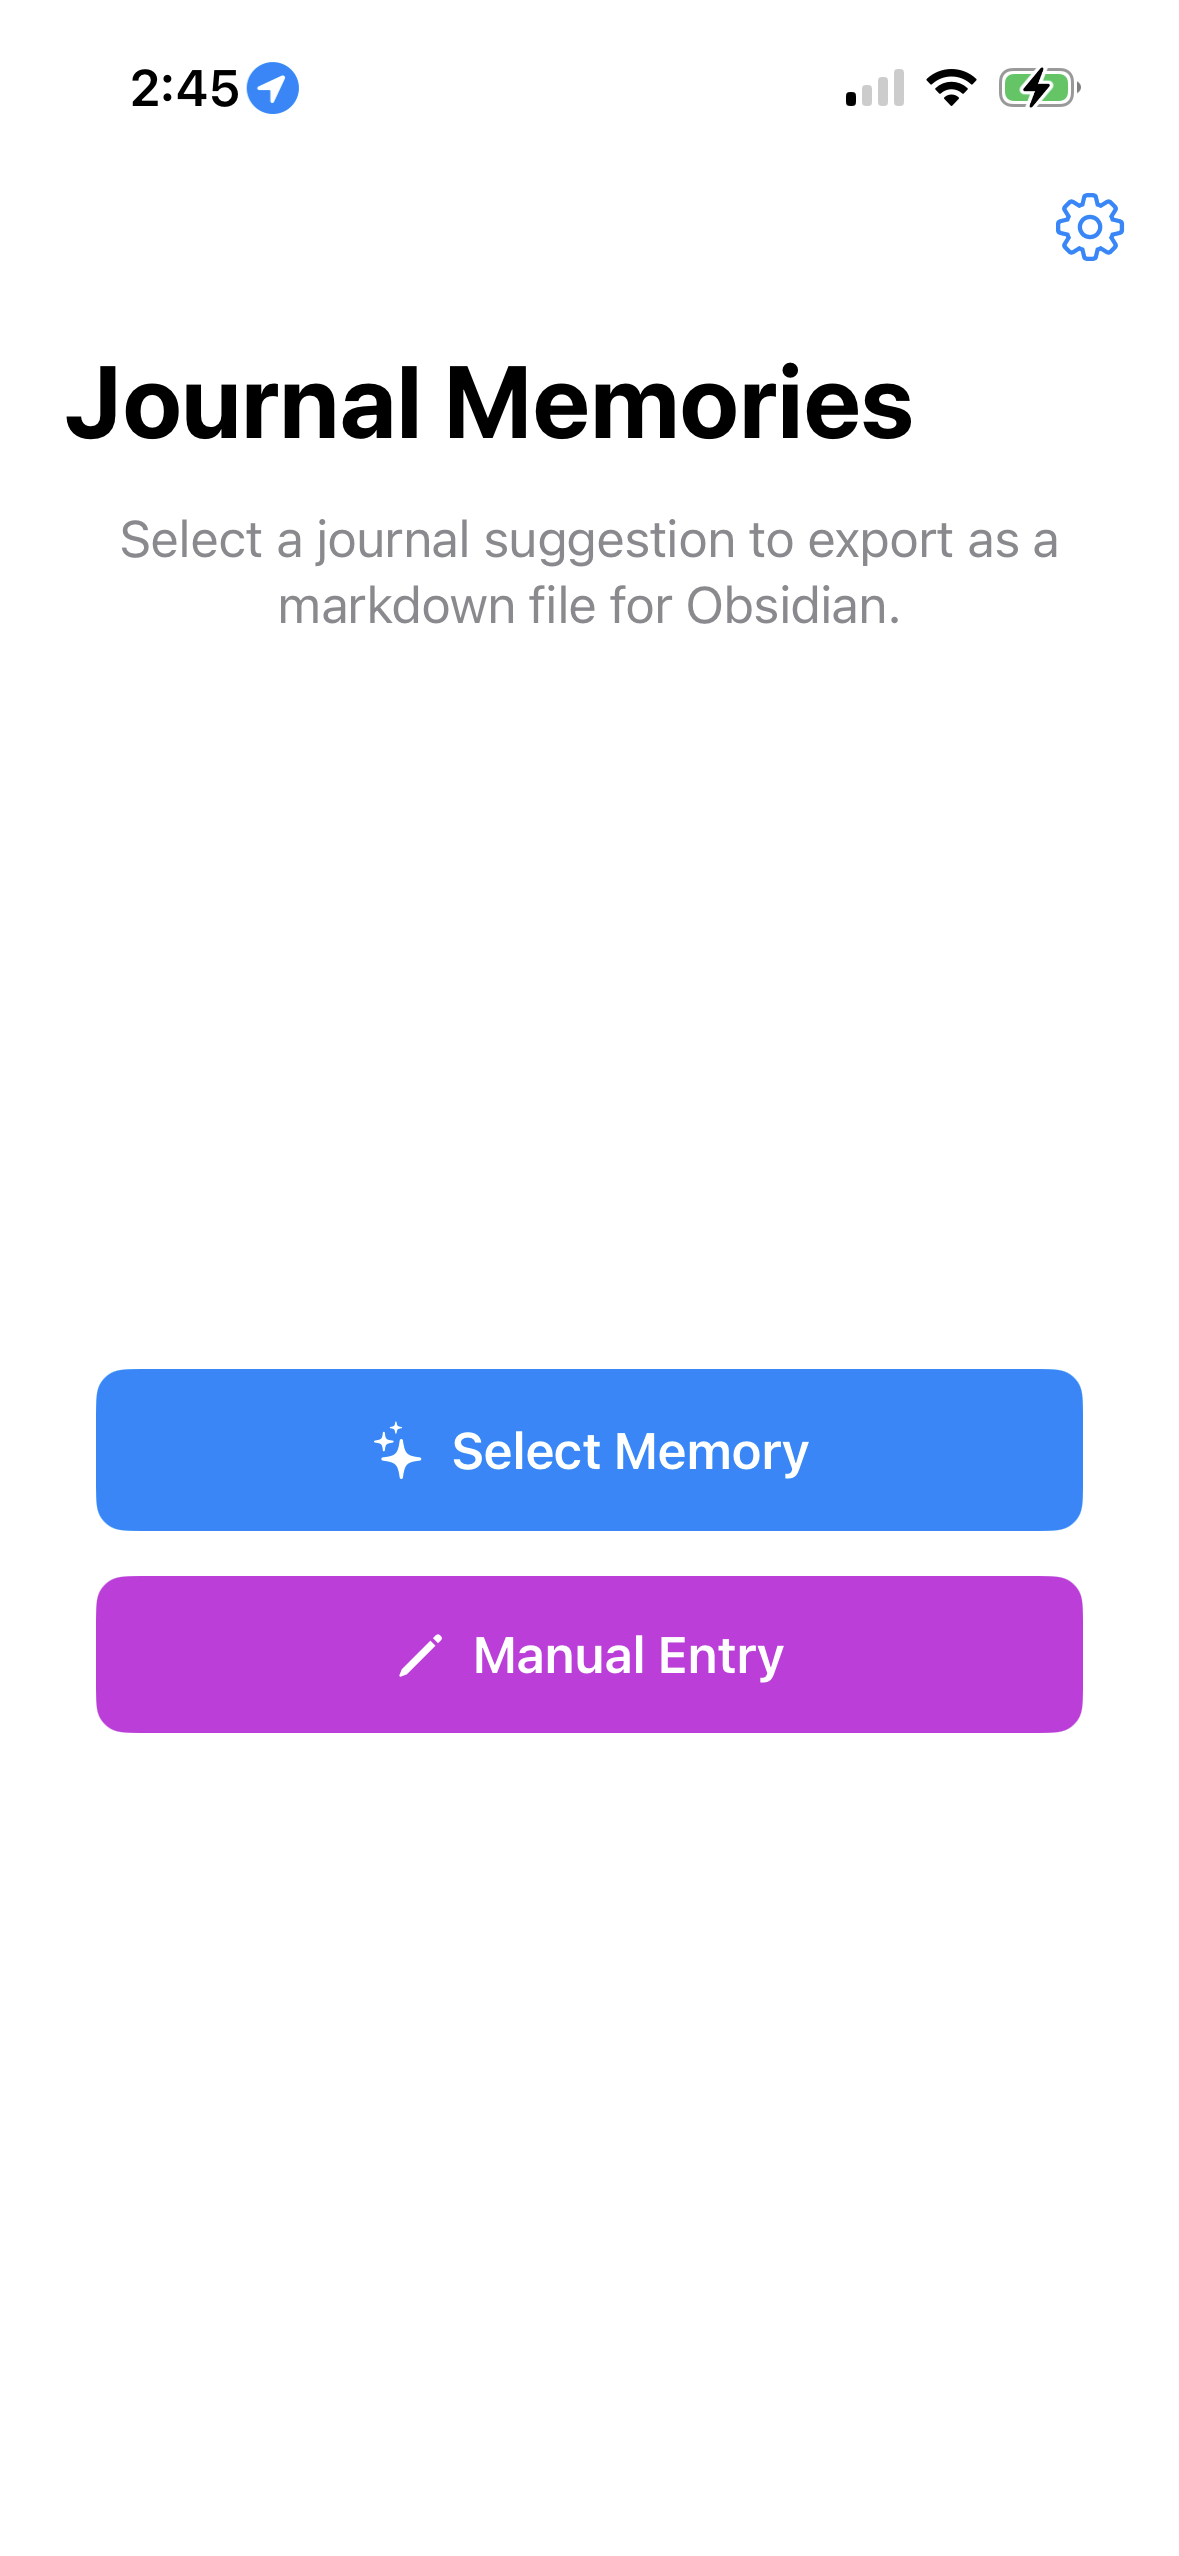 2:45
Journal Memories
Select a journal suggestion to export as a
markdown file for Obsidian.
Select Memory
Manual Entry